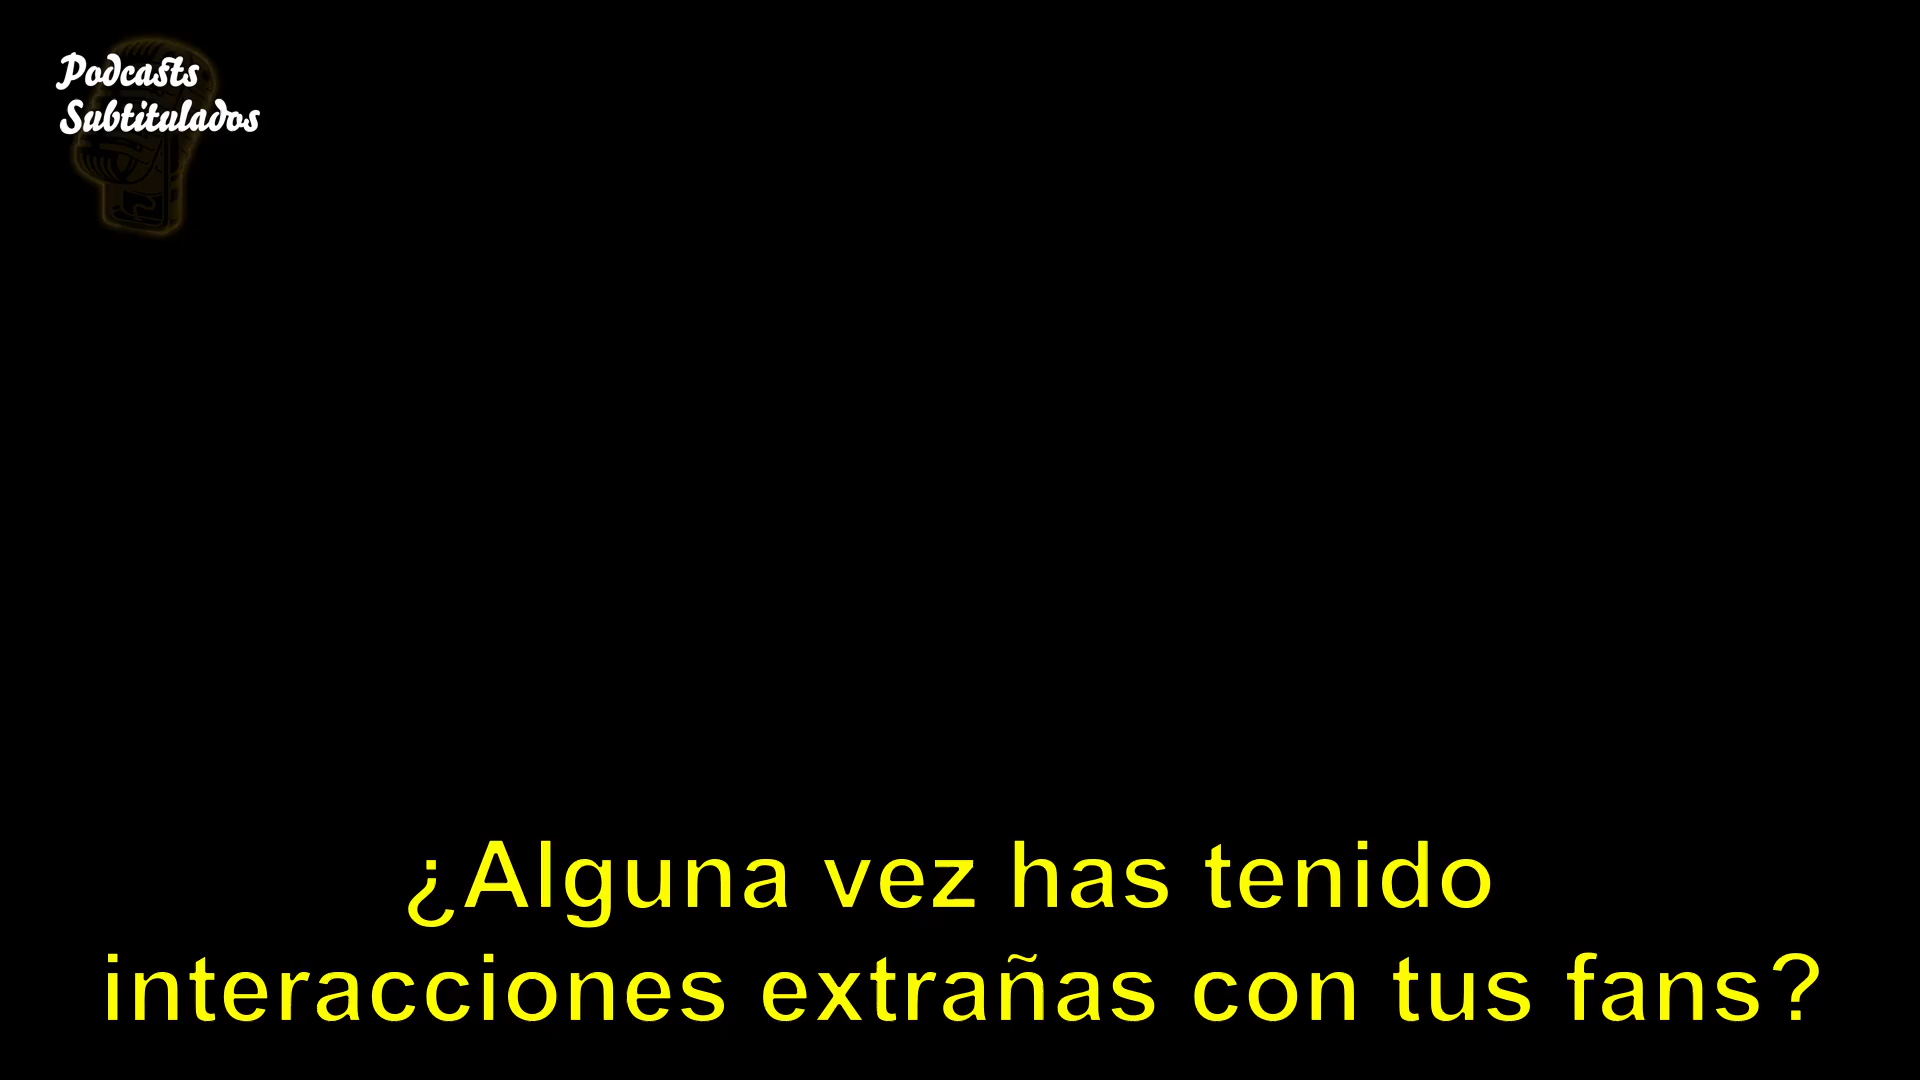 Podcasts
Subtitulados
¿Alguna vez has tenido
interacciones extrañas con tus fans?